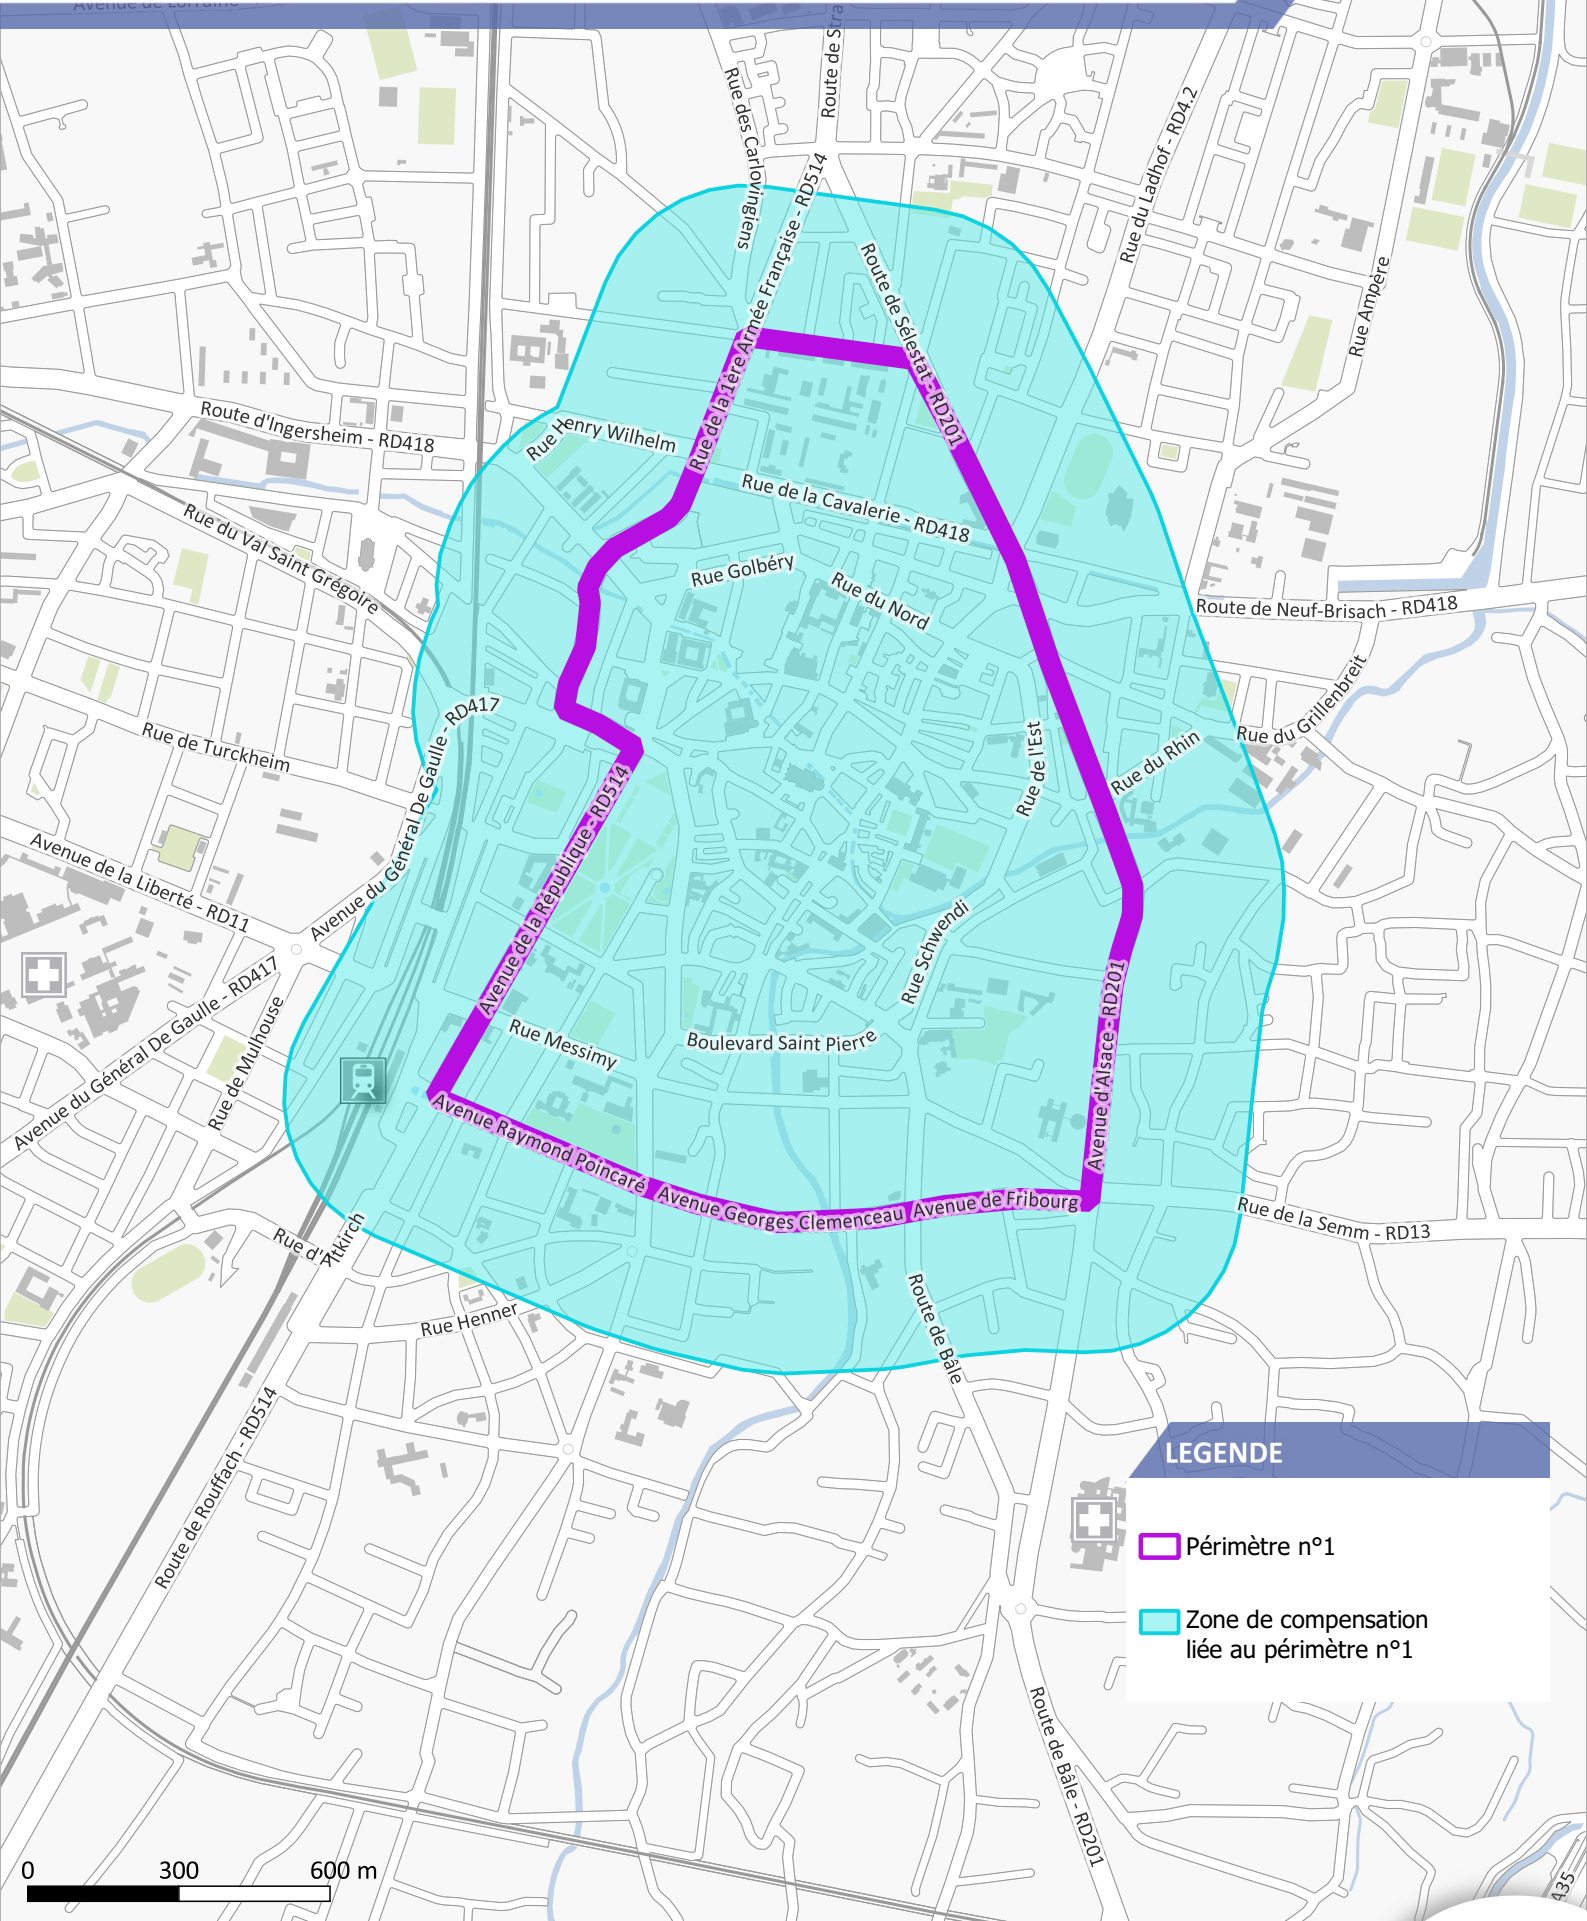 Avenue de Lorraine
Route de Stra
Rue des Carlovingiens
Rue du Ladhof - RD4.2
Rue de la 1ère Armée Française - RD514
Route de Sélestat - RD201
Rue Ampère
Route d'Ingersheim - RD418
Rue Henry Wilhelm
Rue de la Cavalerie - RD418
Rue du Val Saint Grégoire
Rue Golbéry
Rue du Nord
Route de Neuf-Brisach - RD418
Rue du Grillenbreit
Rue de Turckheim
Avenue du Général De Gaulle - RD417
Rue de l'Est
Rue du Rhin
Avenue de la République - RD514
Avenue de la Liberté - RD11
Rue Schwendi
Avenue du Général De Gaulle - RD417
Rue de Mulhouse
Rue Messimy
Boulevard Saint Pierre
Avenue d'Alsace - RD201
Avenue Raymond Poincaré
Avenue Georges Clemenceau
Avenue de Fribourg
Rue de la Semm - RD13
Rue d'Altkirch
Rue Henner
Route de Bâle
Route de Rouffach - RD514
LEGENDE
Périmètre n°1
Zone de compensation
liée au périmètre n°1
Route de Bâle - RD201
0 300 600 m
A35